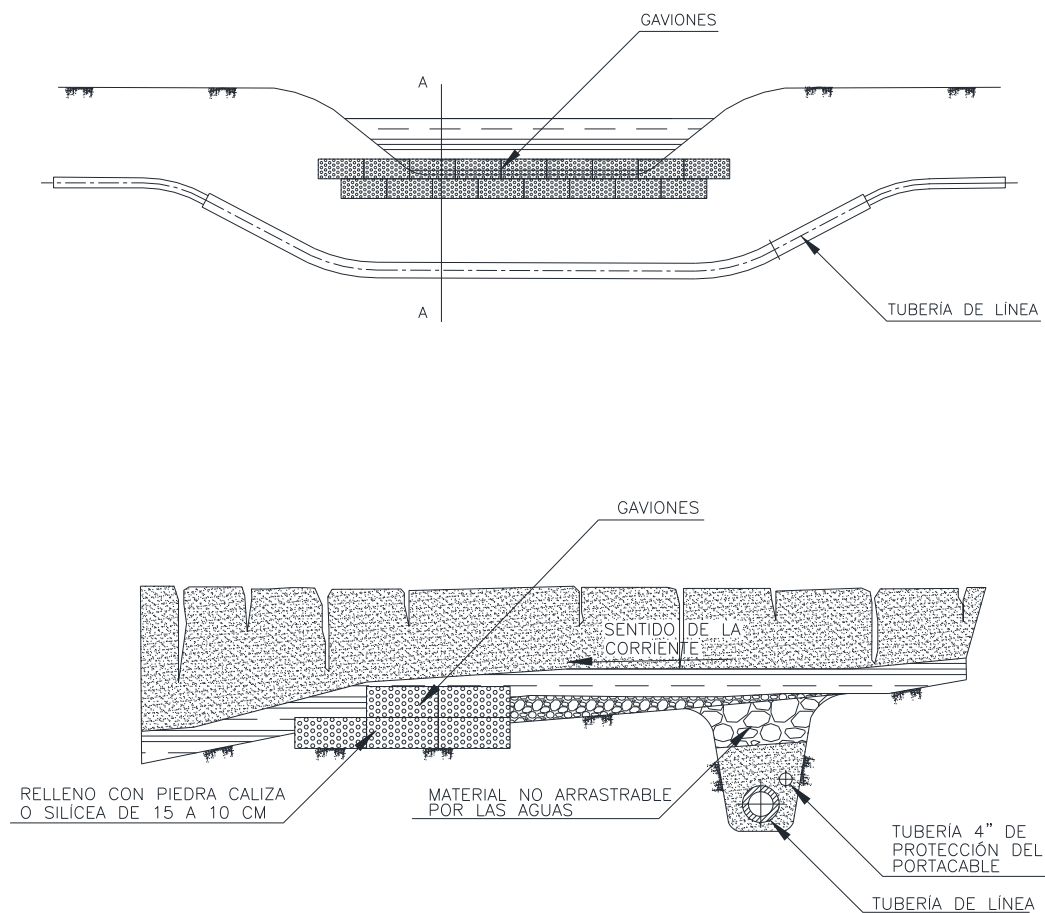 GAVIONES
A
A
TUBERÍA DE LÍNEA
GAVIONES
SENTIDO DE LA
CORRIENTE
RELLENO CON PIEDRA CALIZA
O SILÍCEA DE 15 A 10 CM
MATERIAL NO ARRASTRABLE
POR LAS AGUAS
TUBERÍA 4" DE
PROTECCIÓN DEL
PORTACABLE
TUBERÍA DE LÍNEA